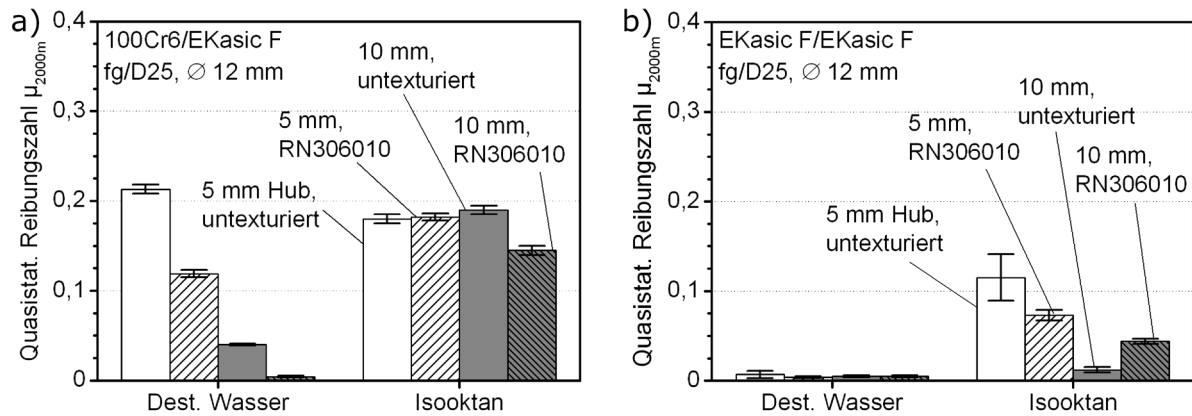 a)
Quasistat. Reibungszahl µ2000m
0,4
0,3
0,2
0,1
0
100Cr6/EKasic F
fg/D25, ∅ 12 mm
10 mm,
untexturiert
5 mm,
RN306010
10 mm,
RN306010
5 mm Hub,
untexturiert
Dest. Wasser
Isooktan
b)
Quasistat. Reibungszahl µ2000m
0,4
0,3
0,2
0,1
0
EKasic F/EKasic F
fg/D25, ∅ 12 mm
10 mm,
untexturiert
5 mm,
RN306010
10 mm,
RN306010
5 mm Hub,
untexturiert
Dest. Wasser
Isooktan